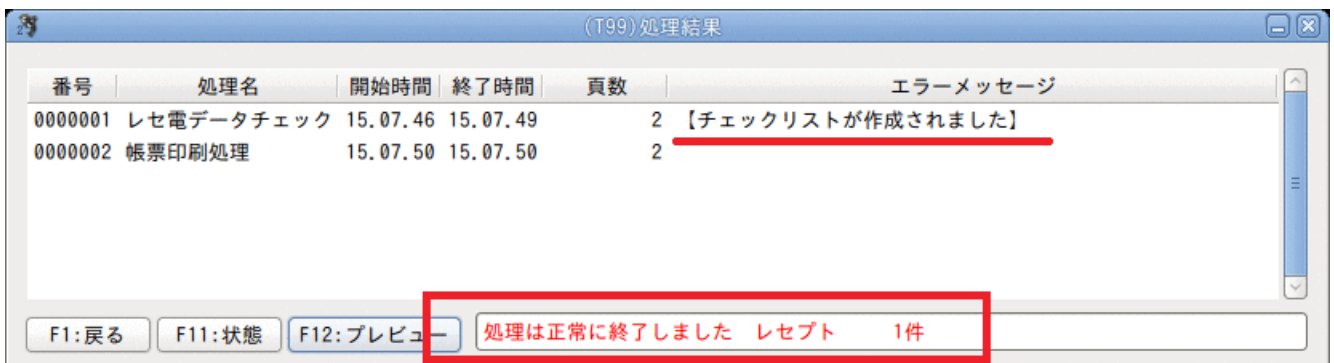 (T99)処理結果
番号 処理名 開始時間 終了時間 頁数 エラーメッセージ
0000001 レセ電データチェック 15.07.46 15.07.49 2 【チェックリストが作成されました】
0000002 帳票印刷処理 15.07.50 15.07.50 2
F1:戻る F11:状態 F12:プレビュー 処理は正常に終了しました レセプト 1件